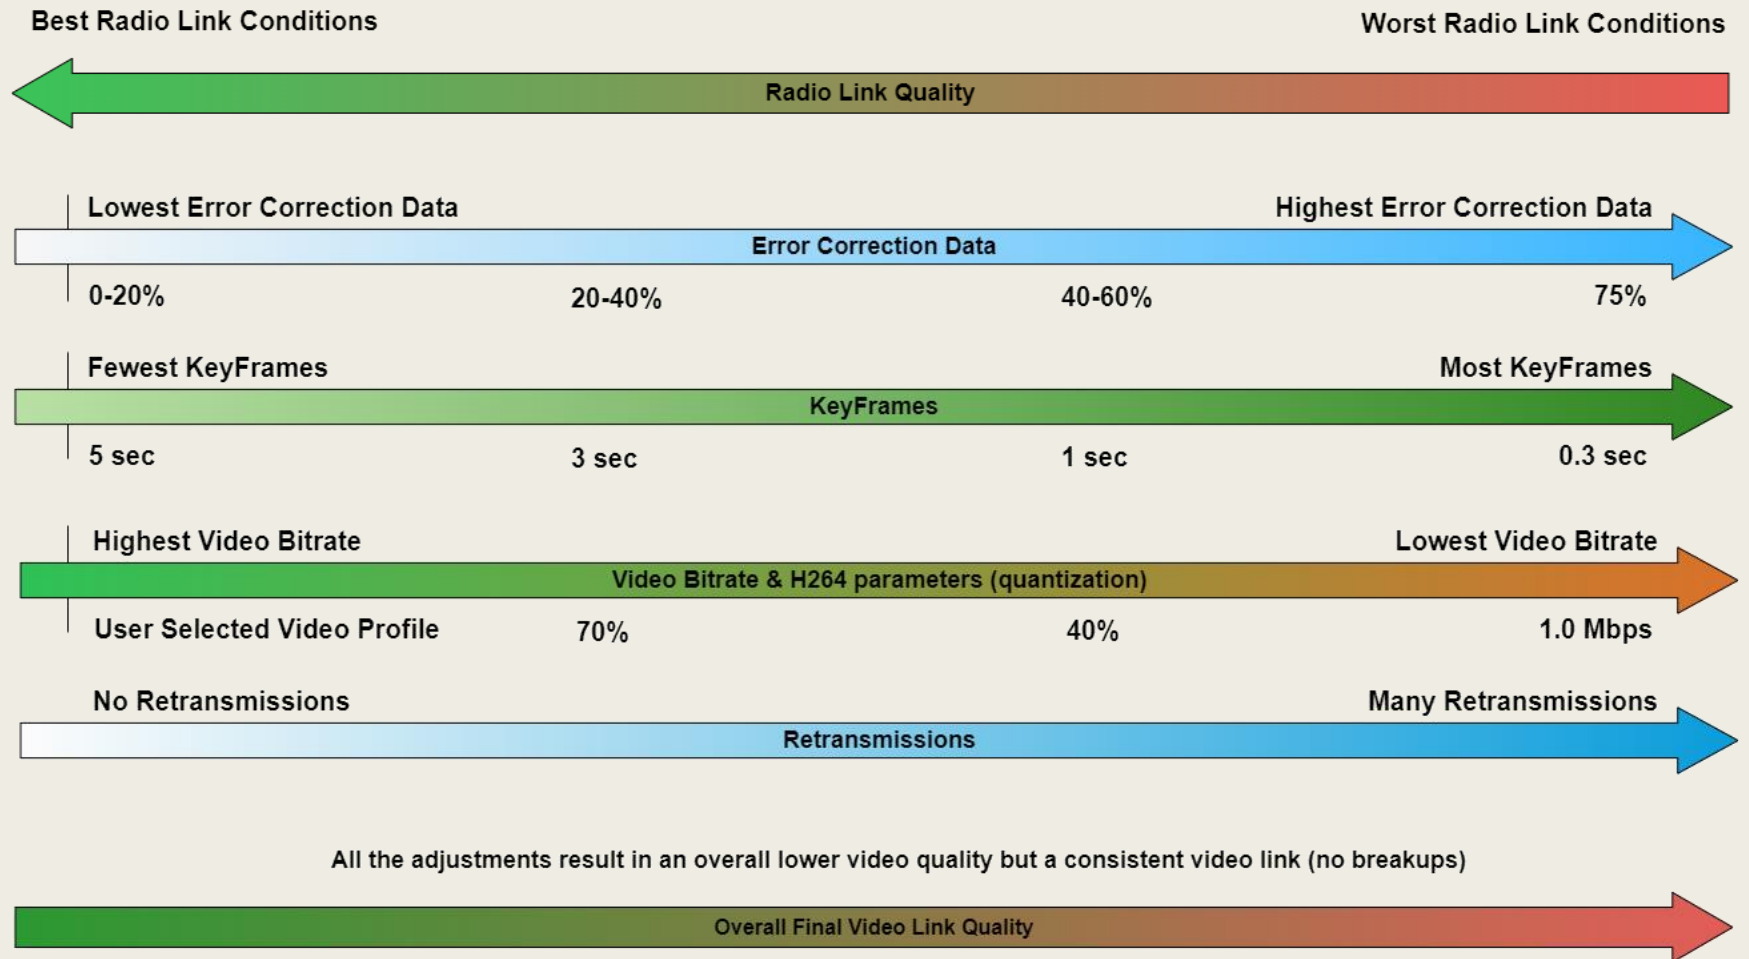 Best Radio Link Conditions
Worst Radio Link Conditions
Radio Link Quality
Lowest Error Correction Data
Highest Error Correction Data
Error Correction Data
0-20%
20-40%
40-60%
75%
Fewest KeyFrames
Most KeyFrames
KeyFrames
5 sec
3 sec
1 sec
0.3 sec
Highest Video Bitrate
Lowest Video Bitrate
Video Bitrate & H264 parameters (quantization)
User Selected Video Profile
70%
40%
1.0 Mbps
No Retransmissions
Many Retransmissions
Retransmissions
All the adjustments result in an overall lower video quality but a consistent video link (no breakups)
Overall Final Video Link Quality